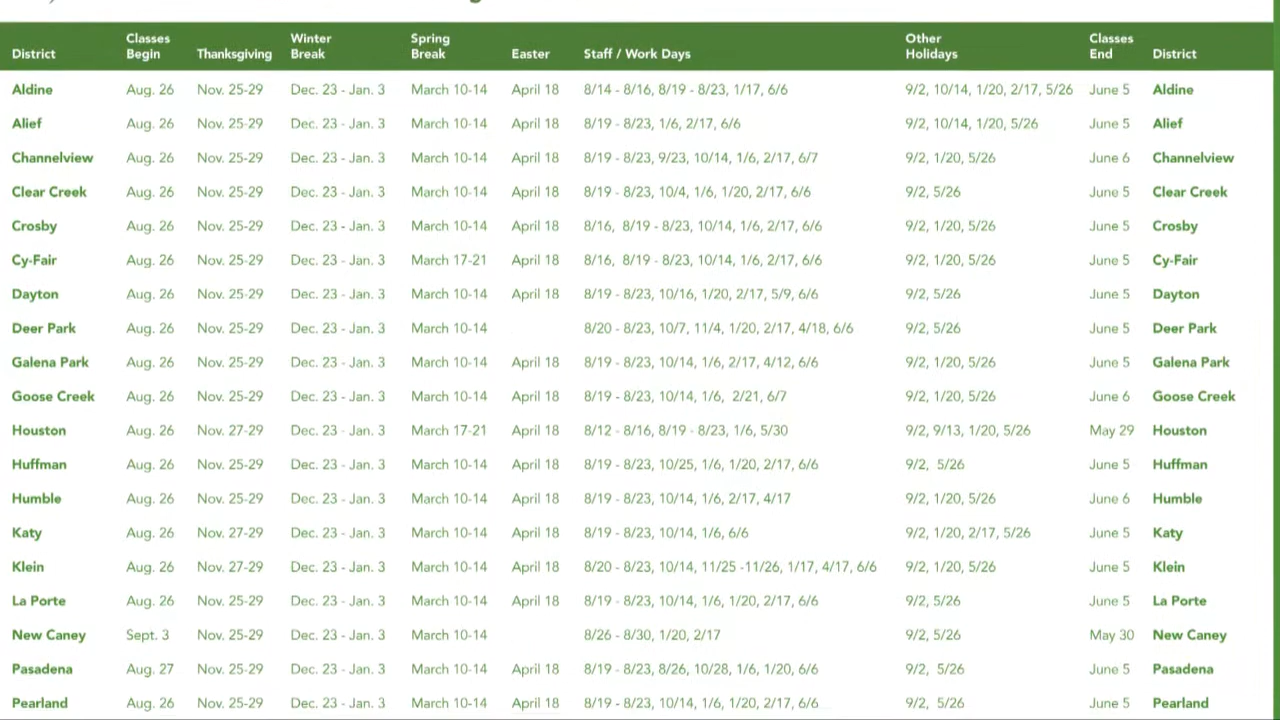 District Classes Begin Thanksgiving Winter Break Spring Break Easter Staff / Work Days Other Holidays Classes End District
Aldine Aug. 26 Nov. 25-29 Dec. 23 - Jan. 3 March 10-14 April 18 8/14 - 8/16, 8/19 - 8/23, 1/17, 6/6 9/2, 10/14, 1/20, 2/17, 5/26 June 5 Aldine
Alief Aug. 26 Nov. 25-29 Dec. 23 - Jan. 3 March 10-14 April 18 8/19 - 8/23, 1/6, 2/17, 6/6 9/2, 10/14, 1/20, 5/26 June 5 Alief
Channelview Aug. 26 Nov. 25-29 Dec. 23 - Jan. 3 March 10-14 April 18 8/19 - 8/23, 9/23, 10/14, 1/6, 2/17, 6/7 9/2, 1/20, 5/26 June 6 Channelview
Clear Creek Aug. 26 Nov. 25-29 Dec. 23 - Jan. 3 March 10-14 April 18 8/19 - 8/23, 10/4, 1/6, 1/20, 2/17, 6/6 9/2, 5/26 June 5 Clear Creek
Crosby Aug. 26 Nov. 25-29 Dec. 23 - Jan. 3 March 10-14 April 18 8/16, 8/19 - 8/23, 10/14, 1/6, 2/17, 6/6 9/2, 1/20, 5/26 June 5 Crosby
Cy-Fair Aug. 26 Nov. 25-29 Dec. 23 - Jan. 3 March 17-21 April 18 8/16, 8/19 - 8/23, 10/14, 1/6, 2/17, 6/6 9/2, 1/20, 5/26 June 5 Cy-Fair
Dayton Aug. 26 Nov. 25-29 Dec. 23 - Jan. 3 March 10-14 April 18 8/19 - 8/23, 10/16, 1/20, 2/17, 5/9, 6/6 9/2, 5/26 June 5 Dayton
Deer Park Aug. 26 Nov. 25-29 Dec. 23 - Jan. 3 March 10-14 8/20 - 8/23, 10/7, 11/4, 1/20, 2/17, 4/18, 6/6 9/2, 5/26 June 5 Deer Park
Galena Park Aug. 26 Nov. 25-29 Dec. 23 - Jan. 3 March 10-14 April 18 8/19 - 8/23, 10/14, 1/6, 2/17, 4/12, 6/6 9/2, 1/20, 5/26 June 5 Galena Park
Goose Creek Aug. 26 Nov. 25-29 Dec. 23 - Jan. 3 March 10-14 April 18 8/19 - 8/23, 10/14, 1/6, 2/21, 6/7 9/2, 1/20, 5/26 June 6 Goose Creek
Houston Aug. 26 Nov. 27-29 Dec. 23 - Jan. 3 March 17-21 April 18 8/12 - 8/16, 8/19 - 8/23, 1/6, 5/30 9/2, 9/13, 1/20, 5/26 May 29 Houston
Huffman Aug. 26 Nov. 25-29 Dec. 23 - Jan. 3 March 10-14 April 18 8/19 - 8/23, 10/25, 1/6, 1/20, 2/17, 6/6 9/2, 5/26 June 5 Huffman
Humble Aug. 26 Nov. 25-29 Dec. 23 - Jan. 3 March 10-14 April 18 8/19 - 8/23, 10/14, 1/6, 2/17, 4/17 9/2, 1/20, 5/26 June 6 Humble
Katy Aug. 26 Nov. 27-29 Dec. 23 - Jan. 3 March 10-14 April 18 8/19 - 8/23, 10/14, 1/6, 6/6 9/2, 1/20, 2/17, 5/26 June 5 Katy
Klein Aug. 26 Nov. 27-29 Dec. 23 - Jan. 3 March 10-14 April 18 8/20 - 8/23, 10/14, 11/25 -11/26, 1/17, 4/17, 6/6 9/2, 1/20, 5/26 June 5 Klein
La Porte Aug. 26 Nov. 25-29 Dec. 23 - Jan. 3 March 10-14 April 18 8/19 - 8/23, 10/14, 1/6, 1/20, 2/17, 6/6 9/2, 5/26 June 5 La Porte
New Caney Sept. 3 Nov. 25-29 Dec. 23 - Jan. 3 March 10-14 8/26 - 8/30, 1/20, 2/17 9/2, 5/26 May 30 New Caney
Pasadena Aug. 27 Nov. 25-29 Dec. 23 - Jan. 3 March 10-14 April 18 8/19 - 8/23, 8/26, 10/28, 1/6, 1/20, 6/6 9/2, 5/26 June 5 Pasadena
Pearland Aug. 26 Nov. 25-29 Dec. 23 - Jan. 3 March 10-14 April 18 8/19 - 8/23, 10/14, 1/6, 1/20, 2/17, 6/6 9/2, 5/26 June 5 Pearland